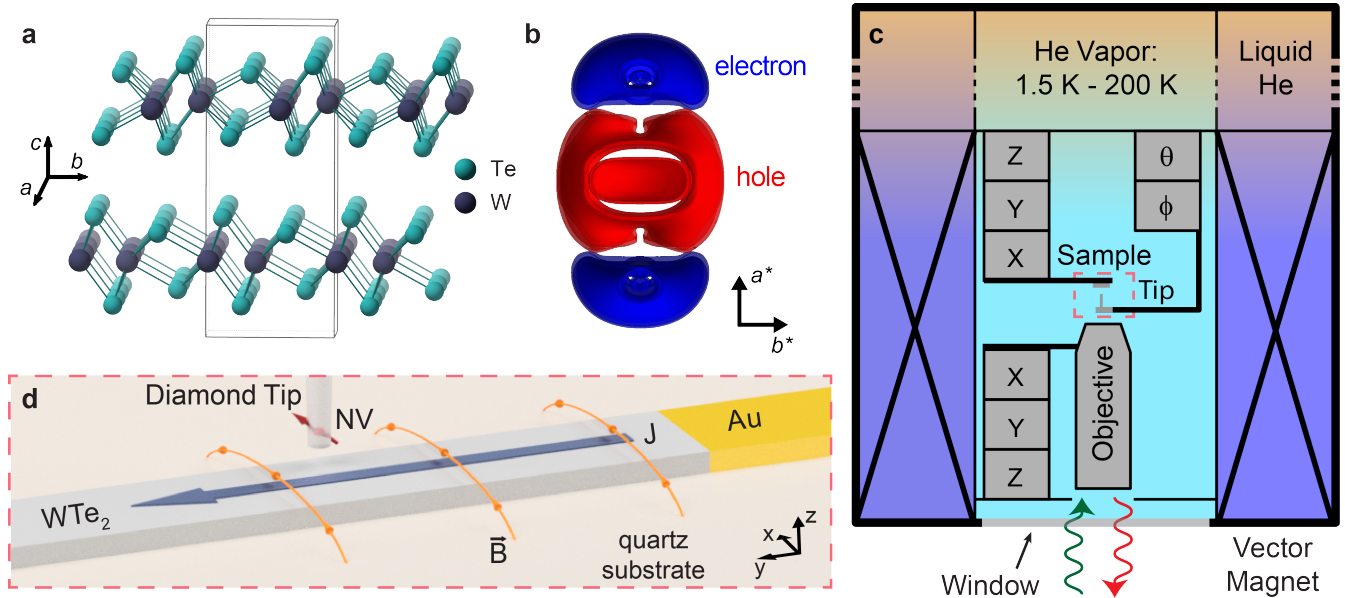 a
c
b
a
Te
W
b
electron
hole
a*
b*
c
He Vapor:
1.5 K - 200 K
Liquid
He
Z
Y
X
θ
ϕ
Sample
Tip
X
Y
Z
Objective
Window
Vector
Magnet
d
Diamond Tip
NV
J
Au
WTe2
B⃗
quartz
substrate
z
x
y